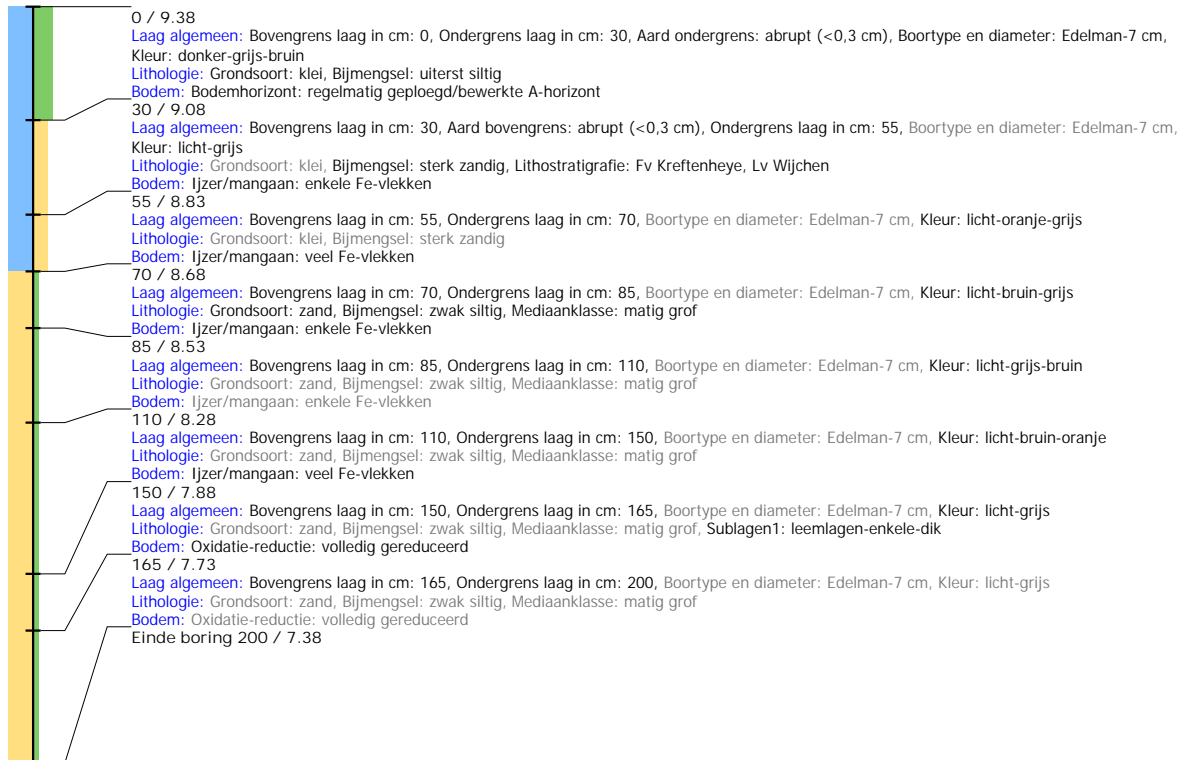 0 / 9.38
Laag algemeen: Bovengrens laag in cm: 0, Ondergrens laag in cm: 30, Aard ondergrens: abrupt (<0,3 cm), Boortype en diameter: Edelman-7 cm,
Kleur: donker-grijs-bruin
Lithologie: Grondsoort: klei, Bijmengsel: uiterst siltig
Bodem: Bodemhorizont: regelmatig geploegd/bewerkte A-horizont
30 / 9.08
Laag algemeen: Bovengrens laag in cm: 30, Aard bovengrens: abrupt (<0,3 cm), Ondergrens laag in cm: 55, Boortype en diameter: Edelman-7 cm,
Kleur: licht-grijs
Lithologie: Grondsoort: klei, Bijmengsel: sterk zandig, Lithostratigrafie: Fv Kreftenheye, Lv Wijchen
Bodem: Ijzer/mangaan: enkele Fe-vlekken
55 / 8.83
Laag algemeen: Bovengrens laag in cm: 55, Ondergrens laag in cm: 70, Boortype en diameter: Edelman-7 cm, Kleur: licht-oranje-grijs
Lithologie: Grondsoort: klei, Bijmengsel: sterk zandig
Bodem: Ijzer/mangaan: veel Fe-vlekken
70 / 8.68
Laag algemeen: Bovengrens laag in cm: 70, Ondergrens laag in cm: 85, Boortype en diameter: Edelman-7 cm, Kleur: licht-bruin-grijs
Lithologie: Grondsoort: zand, Bijmengsel: zwak siltig, Mediaanklasse: matig grof
Bodem: Ijzer/mangaan: enkele Fe-vlekken
85 / 8.53
Laag algemeen: Bovengrens laag in cm: 85, Ondergrens laag in cm: 110, Boortype en diameter: Edelman-7 cm, Kleur: licht-grijs-bruin
Lithologie: Grondsoort: zand, Bijmengsel: zwak siltig, Mediaanklasse: matig grof
Bodem: Ijzer/mangaan: enkele Fe-vlekken
110 / 8.28
Laag algemeen: Bovengrens laag in cm: 110, Ondergrens laag in cm: 150, Boortype en diameter: Edelman-7 cm, Kleur: licht-bruin-oranje
Lithologie: Grondsoort: zand, Bijmengsel: zwak siltig, Mediaanklasse: matig grof
Bodem: Ijzer/mangaan: veel Fe-vlekken
150 / 7.88
Laag algemeen: Bovengrens laag in cm: 150, Ondergrens laag in cm: 165, Boortype en diameter: Edelman-7 cm, Kleur: licht-grijs
Lithologie: Grondsoort: zand, Bijmengsel: zwak siltig, Mediaanklasse: matig grof, Sublagen1: leemlagen-enkele-dik
Bodem: Oxidatie-reductie: volledig gereduceerd
165 / 7.73
Laag algemeen: Bovengrens laag in cm: 165, Ondergrens laag in cm: 200, Boortype en diameter: Edelman-7 cm, Kleur: licht-grijs
Lithologie: Grondsoort: zand, Bijmengsel: zwak siltig, Mediaanklasse: matig grof
Bodem: Oxidatie-reductie: volledig gereduceerd
Einde boring 200 / 7.38